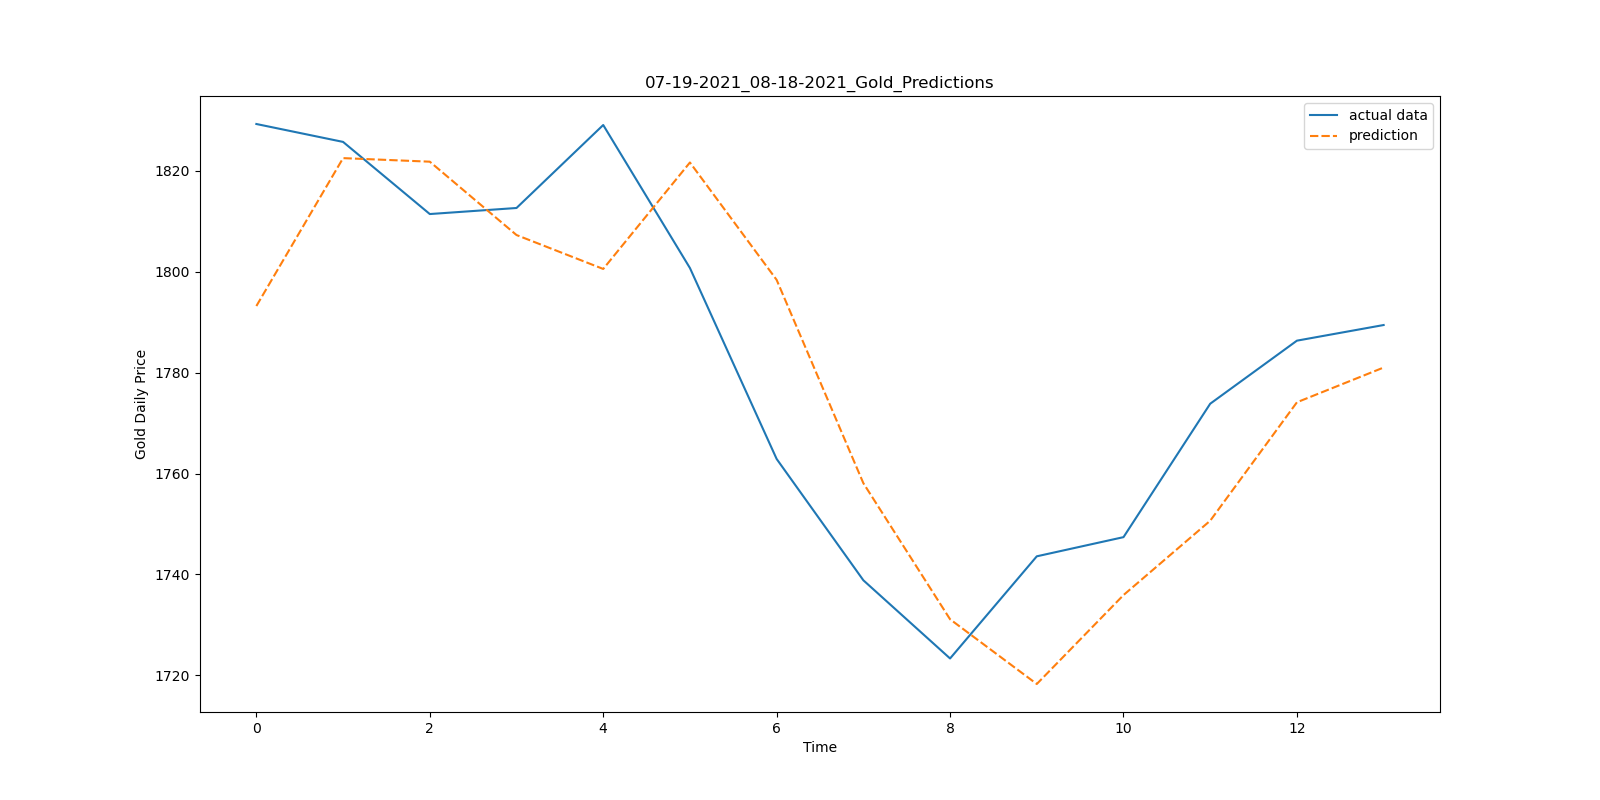 07-19-2021_08-18-2021_Gold_Predictions
actual data
prediction
Gold Daily Price
1820
1800
1780
1760
1740
1720
0 2 4 6 8 10 12
Time